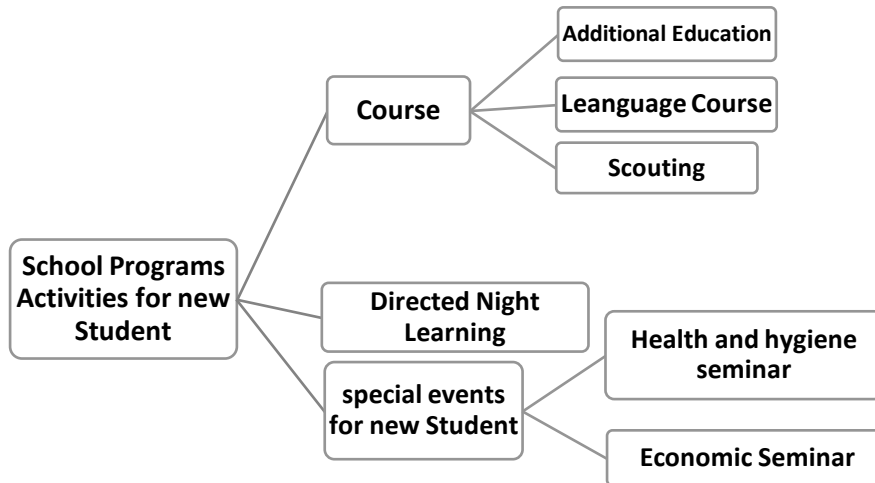 Additional Education
Course
Leanguage Course
Scouting
School Programs
Activities for new
Student
Directed Night
Learning
special events
for new Student
Health and hygiene
seminar
Economic Seminar